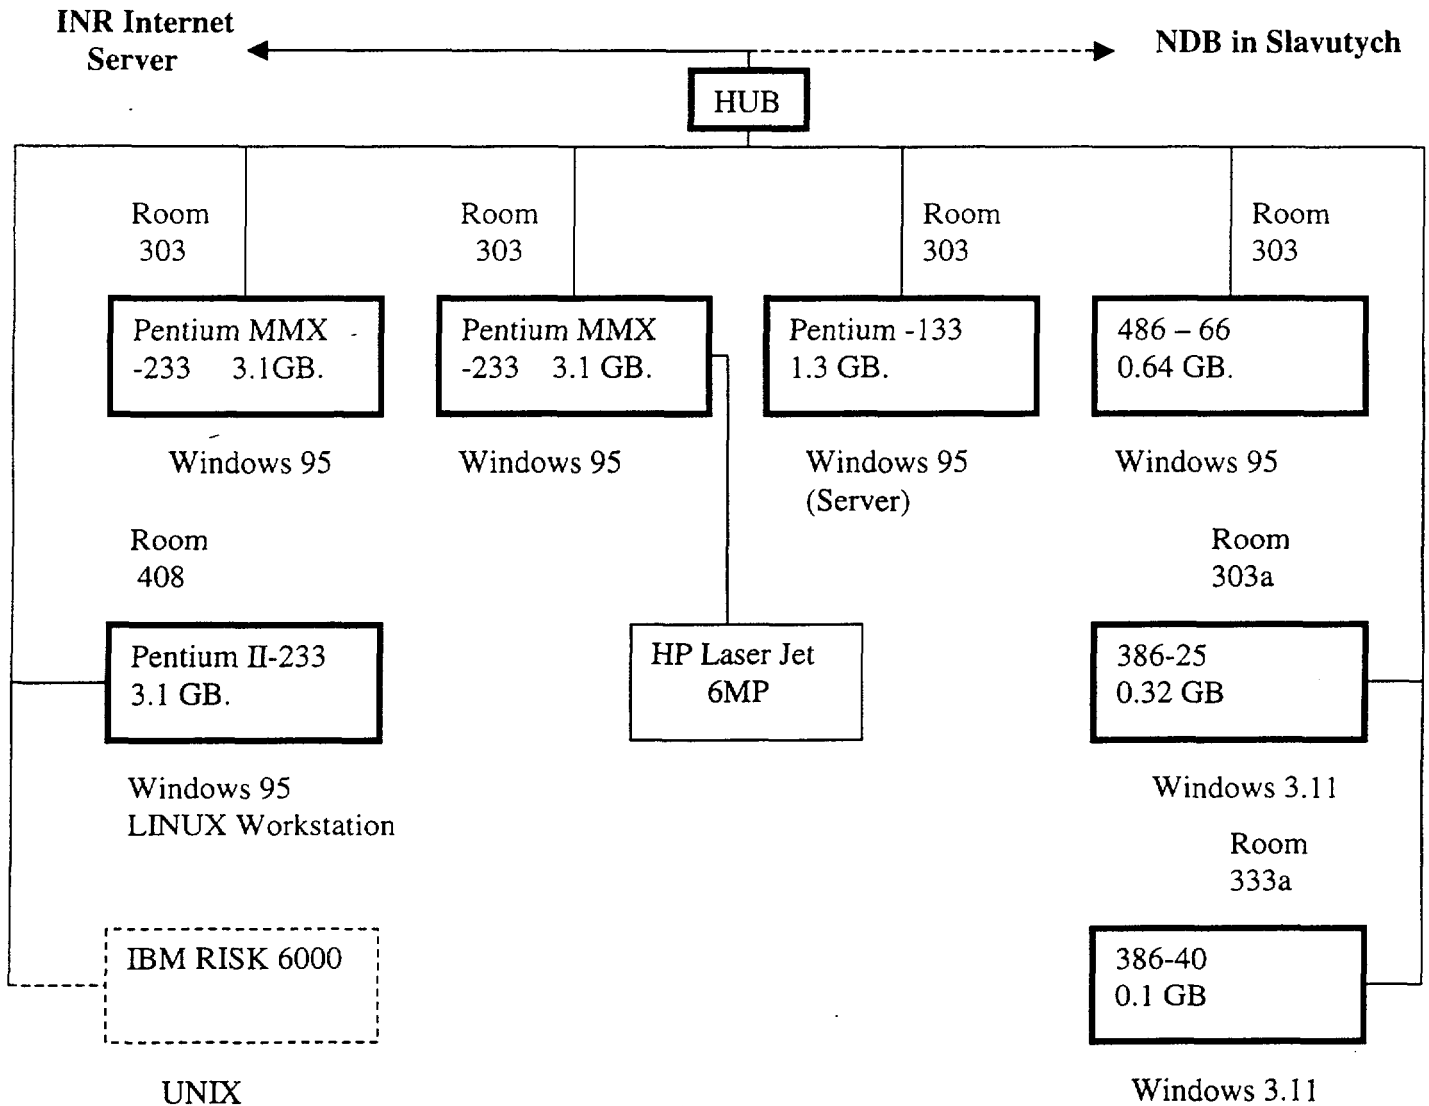 INR Internet
Server
NDB in Slavutych
HUB
Room
303
Room
303
Room
303
Room
303
Pentium MMX
-233 3.1GB.
Pentium MMX
-233 3.1 GB.
Pentium -133
1.3 GB.
486 – 66
0.64 GB.
Windows 95
Windows 95
Windows 95
(Server)
Windows 95
Room
408
Room
303a
Pentium II-233
3.1 GB.
HP Laser Jet
6MP
386-25
0.32 GB
Windows 95
LINUX Workstation
Windows 3.11
Room
333a
IBM RISK 6000
386-40
0.1 GB
UNIX
Windows 3.11